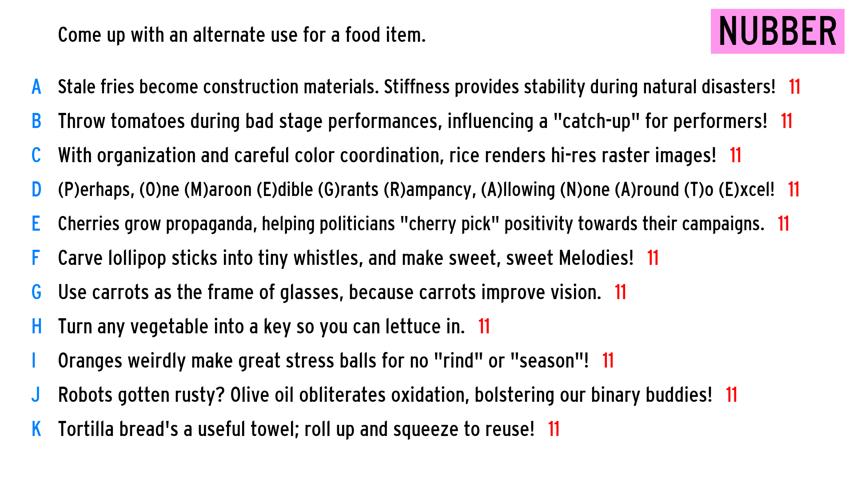 Come up with an alternate use for a food item.
NUBBER
A Stale fries become construction materials. Stiffness provides stability during natural disasters! 11
B Throw tomatoes during bad stage performances, influencing a "catch-up" for performers! 11
C With organization and careful color coordination, rice renders hi-res raster images! 11
D (P)erhaps, (O)ne (M)aroon (E)dible (G)rants (R)ampancy, (A)llowing (N)one (A)round (T)o (E)xcel! 11
E Cherries grow propaganda, helping politicians "cherry pick" positivity towards their campaigns. 11
F Carve lollipop sticks into tiny whistles, and make sweet, sweet Melodies! 11
G Use carrots as the frame of glasses, because carrots improve vision. 11
H Turn any vegetable into a key so you can lettuce in. 11
I Oranges weirdly make great stress balls for no "rind" or "season"! 11
J Robots gotten rusty? Olive oil obliterates oxidation, bolstering our binary buddies! 11
K Tortilla bread's a useful towel; roll up and squeeze to reuse! 11